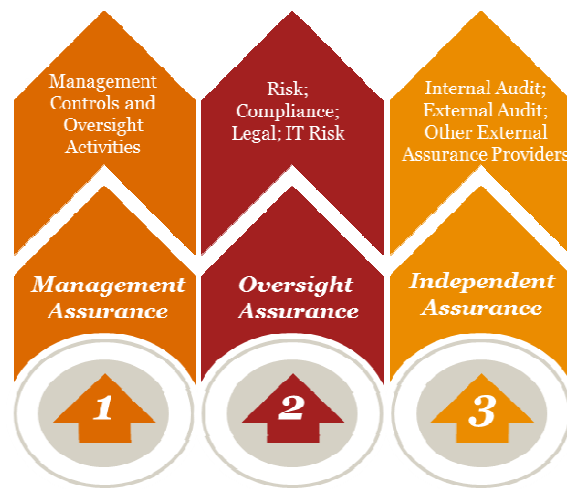 Management
Controls and
Oversight
Activities
Management
Assurance
1
Risk;
Compliance;
Legal; IT Risk
Oversight
Assurance
2
Internal Audit;
External Audit;
Other External
Assurance Providers
Independent
Assurance
3